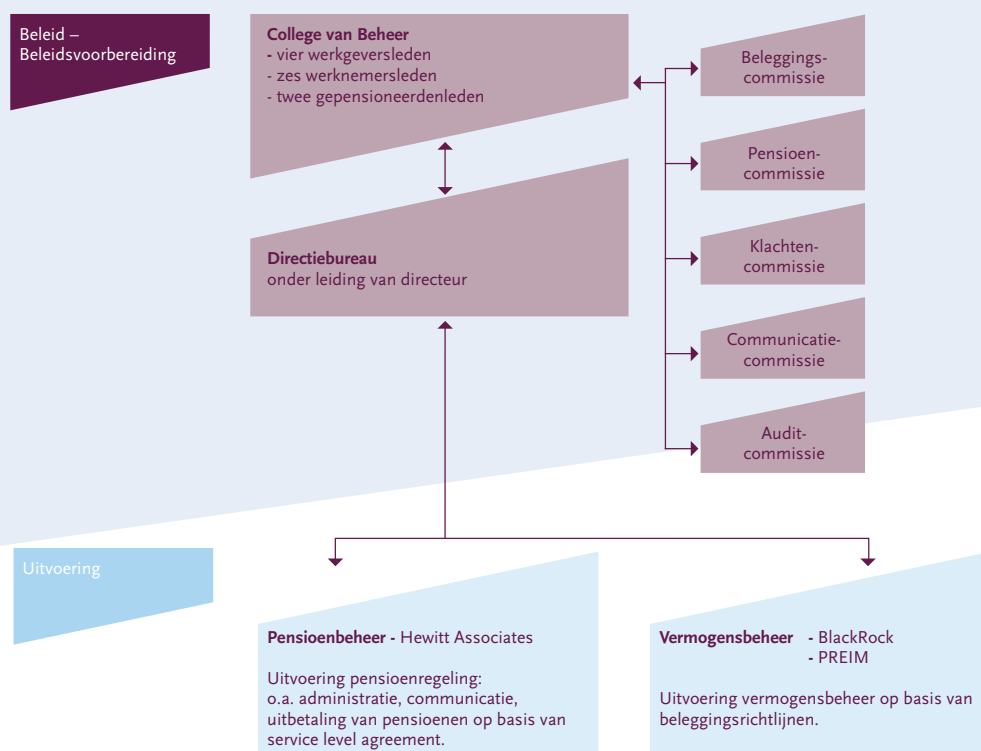 Beleid –
Beleidsvoorbereiding
College van Beheer
- vier werkgeversleden
- zes werknemersleden
- twee gepensioneerdenleden
Beleggings-
commissie
Pensioen-
commissie
Directiebureau
onder leiding van directeur
Klachten-
commissie
Communicatie-
commissie
Audit-
commissie
Uitvoering
Pensioenbeheer - Hewitt Associates
Uitvoering pensioenregeling:
o.a. administratie, communicatie,
uitbetaling van pensioenen op basis van
service level agreement.
Vermogensbeheer - BlackRock
- PREIM
Uitvoering vermogensbeheer op basis van
beleggingsrichtlijnen.